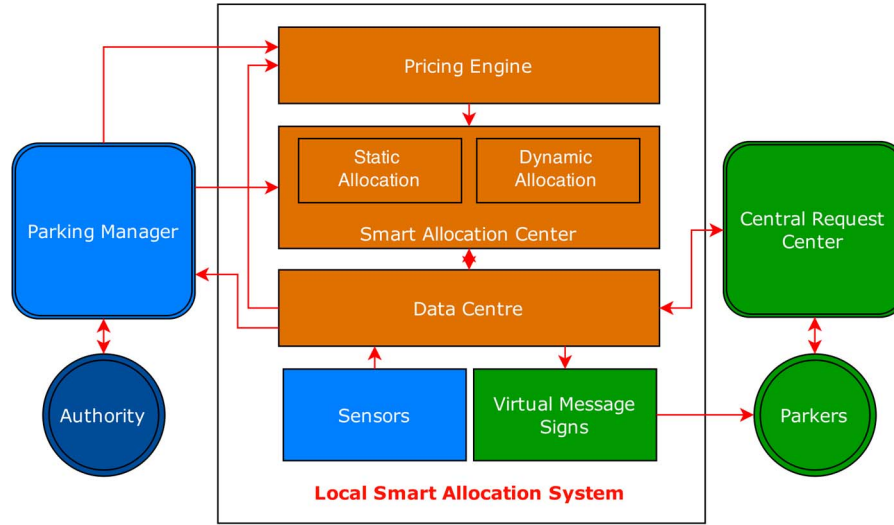 Pricing Engine
Static
Allocation
Dynamic
Allocation
Smart Allocation Center
Parking Manager
Central Request
Center
Data Centre
Authority
Sensors
Virtual Message
Signs
Parkers
Local Smart Allocation System